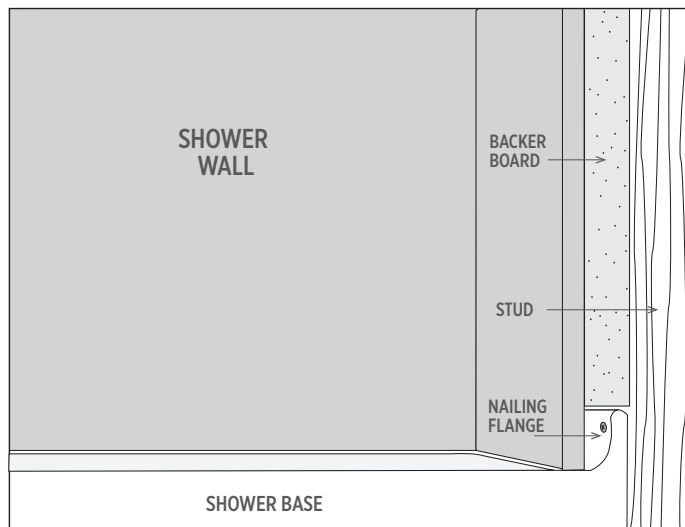 SHOWER
WALL
BACKER
BOARD
STUD
NAILING
FLANGE
SHOWER BASE